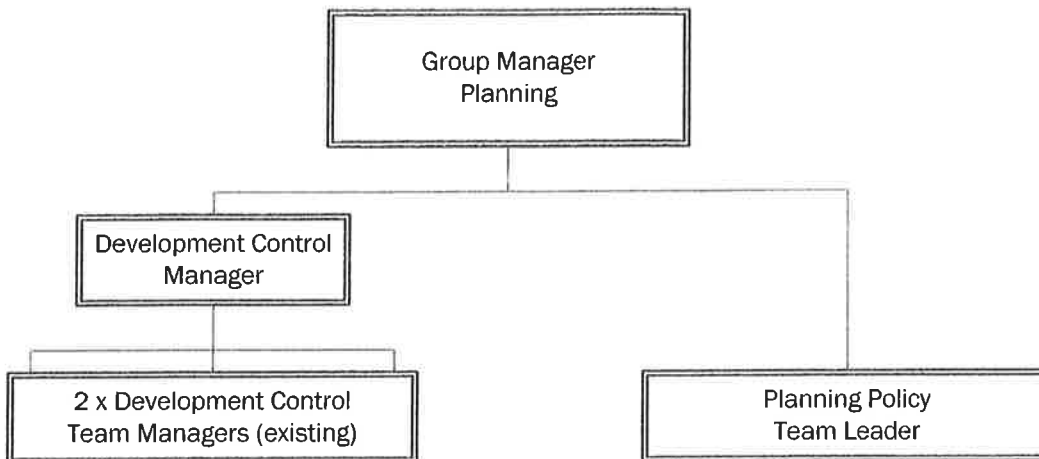 Group Manager
Planning
Development Control
Manager
2 x Development Control
Team Managers (existing)
Planning Policy
Team Leader